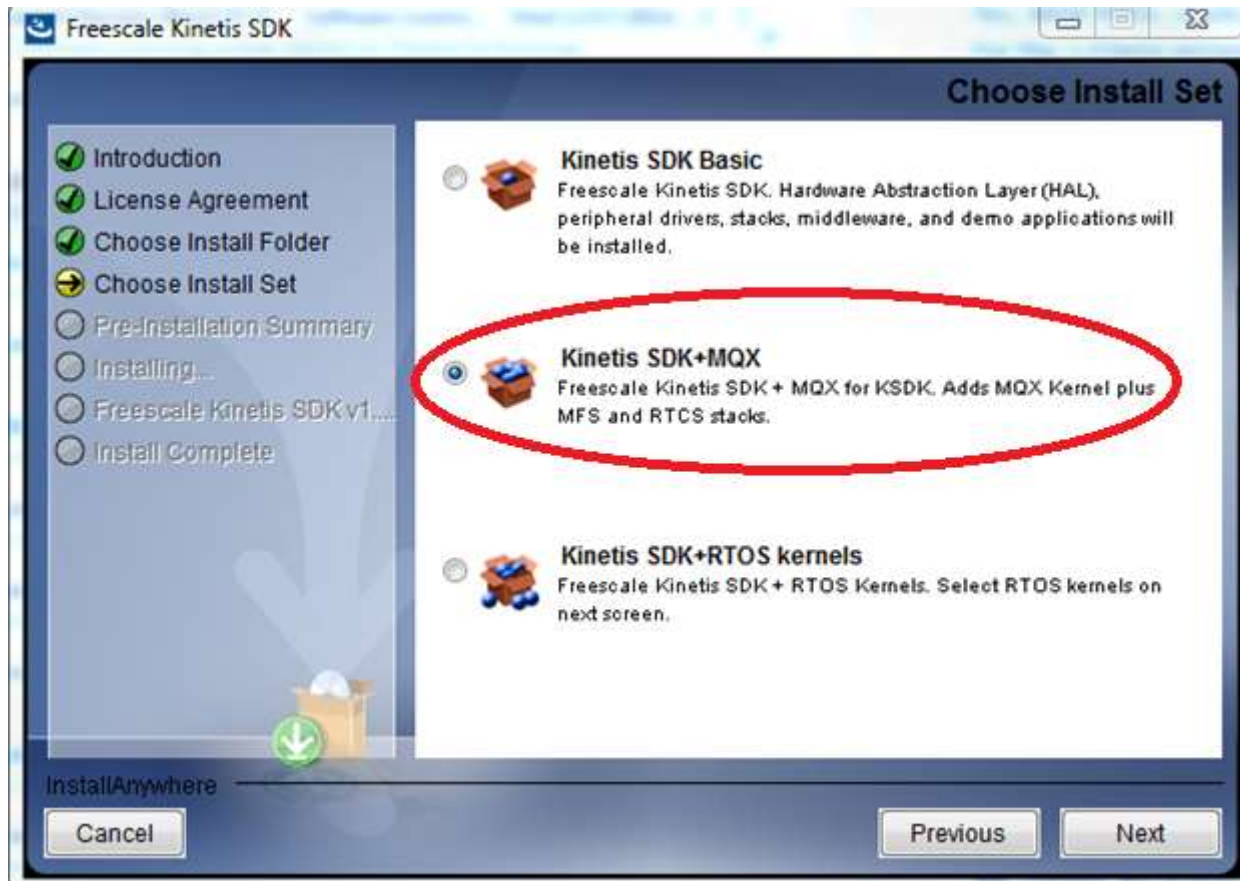 Freescale Kinetis SDK
Choose Install Set
Introduction
License Agreement
Choose Install Folder
Choose Install Set
Pre-Installation Summary
Installing...
Freescale Kinetis SDK v1....
Install Complete
Kinetis SDK Basic
Freescale Kinetis SDK. Hardware Abstraction Layer (HAL),
peripheral drivers, stacks, middleware, and demo applications will
be installed.
Kinetis SDK+MQX
Freescale Kinetis SDK + MQX for KSDK. Adds MQX Kernel plus
MFS and RTCS stacks.
Kinetis SDK+RTOS kernels
Freescale Kinetis SDK + RTOS Kernels. Select RTOS kernels on
next screen.
InstallAnywhere
Cancel
Previous
Next